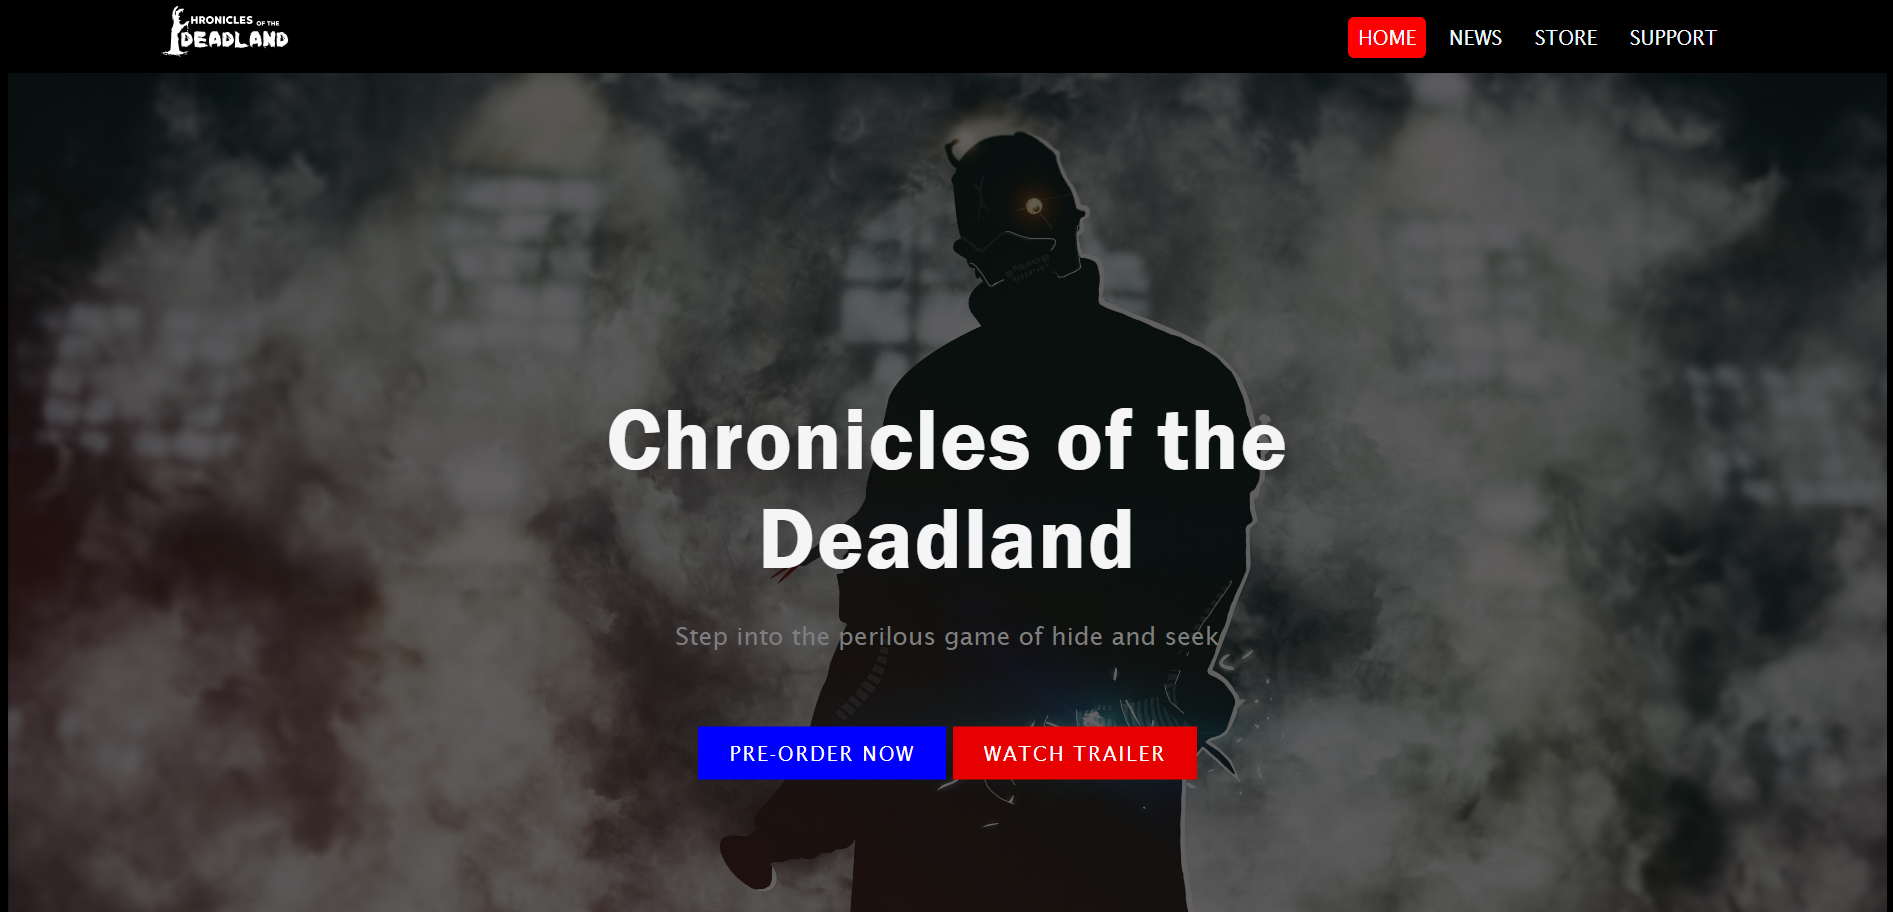 HRONICLES OF THE
DEADLAND
HOME NEWS STORE SUPPORT
Chronicles of the
Deadland
Step into the perilous game of hide and seek
PRE-ORDER NOW WATCH TRAILER